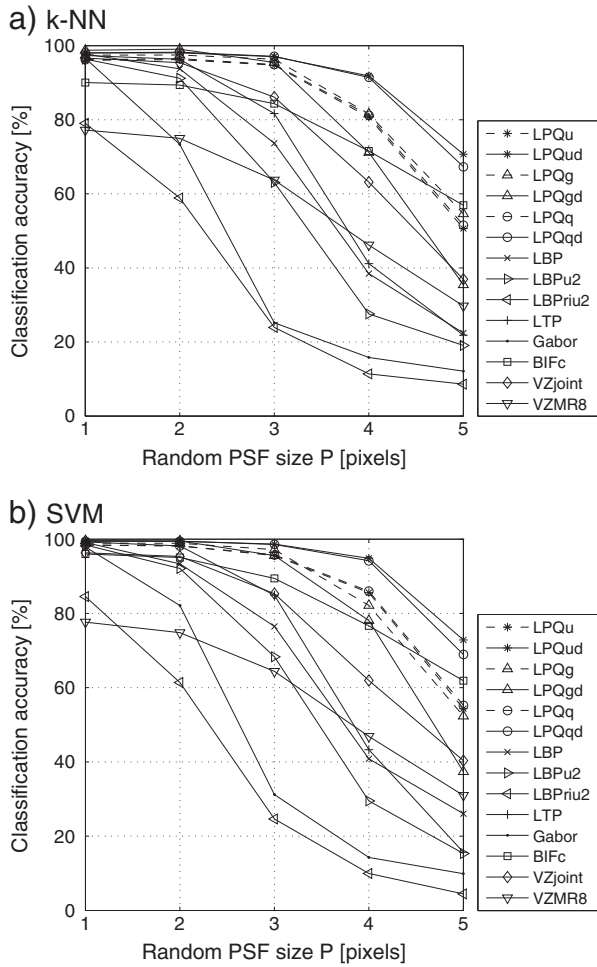 a) k-NN
100
80
60
40
20
0
Classification accuracy [%]
1 2 3 4 5
Random PSF size P [pixels]
LPQu
LPQud
LPQg
LPQgd
LPQq
LPQqd
LBP
LBPu2
LBPriu2
LTP
Gabor
BIFc
VZjoint
VZMR8
b) SVM
100
80
60
40
20
0
Classification accuracy [%]
1 2 3 4 5
Random PSF size P [pixels]
LPQu
LPQud
LPQg
LPQgd
LPQq
LPQqd
LBP
LBPu2
LBPriu2
LTP
Gabor
BIFc
VZjoint
VZMR8